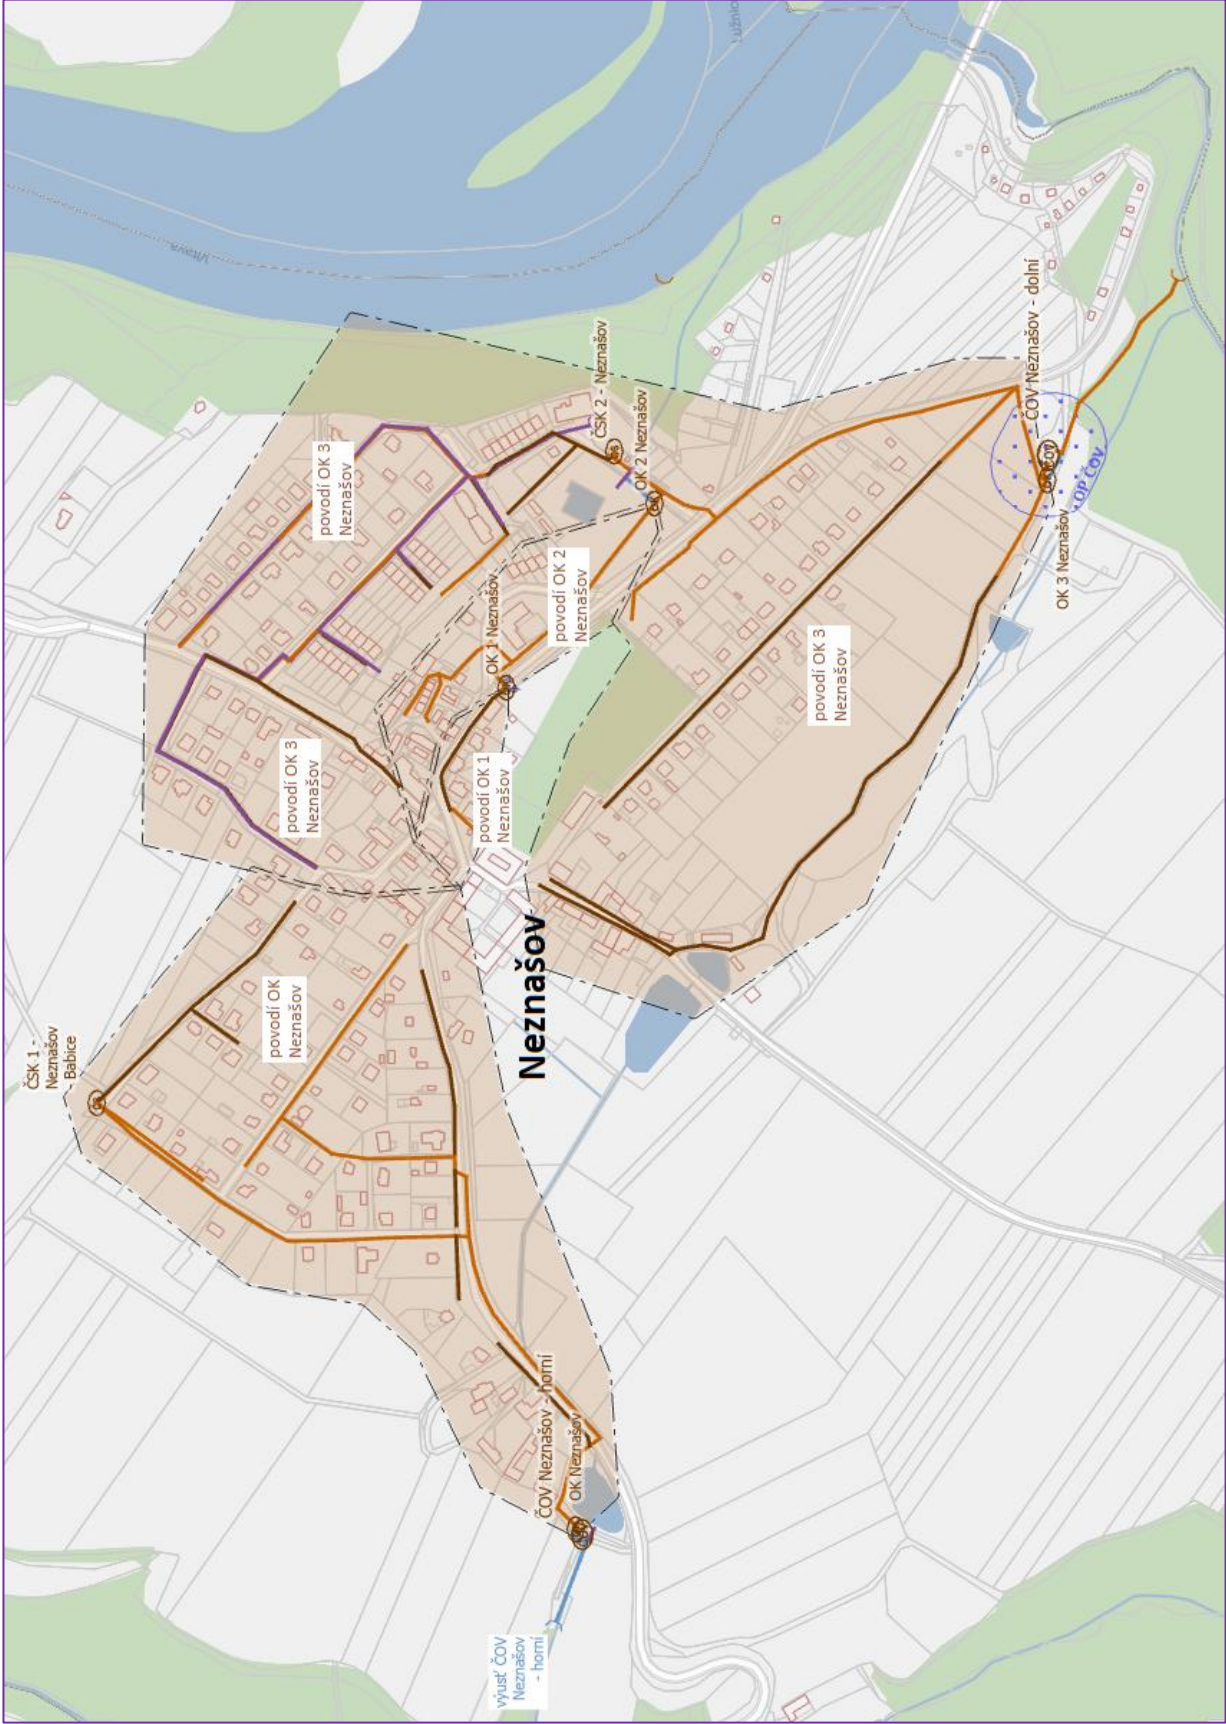 ČSK 1 -
Neznašov
- Babice
povodí OK
Neznašov
povodí OK 3
Neznašov
povodí OK 3
Neznašov
Vltava
Lužnic
ČSK 2 - Neznašov
OK 2 Neznašov
OK 1 Neznašov
povodí OK 2
Neznašov
povodí OK 1
Neznašov
Neznašov
povodí OK 3
Neznašov
ČOV Neznašov - dolní
OP ČOV
OK 3 Neznašov
ČOV Neznašov - horní
OK Neznašov
výusť ČOV
Neznašov
- horní